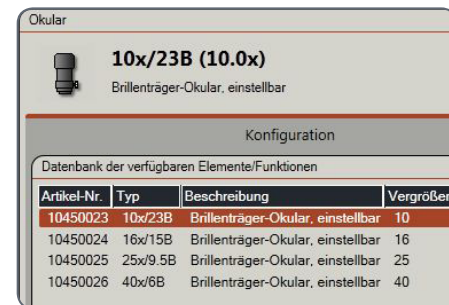 Okular
10x/23B (10.0x)
Brillenträger-Okular, einstellbar
Konfiguration
Datenbank der verfügbaren Elemente/Funktionen
Artikel-Nr. Typ Beschreibung Vergrößer
10450023 10x/23B Brillenträger-Okular, einstellbar 10
10450024 16x/15B Brillenträger-Okular, einstellbar 16
10450025 25x/9.5B Brillenträger-Okular, einstellbar 25
10450026 40x/6B Brillenträger-Okular, einstellbar 40